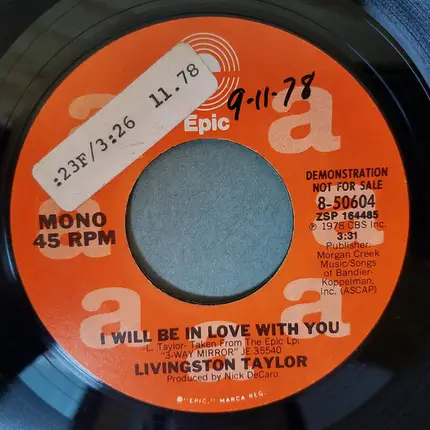 :23F/3:26 11.78
9-11-78
Epic
a a
a a
a a
MONO
45 RPM
DEMONSTRATION
NOT FOR SALE
8-50604
ZSP 164485
℗ 1978 CBS Inc.
3:31
Publisher:
Morgan Creek
Music/Songs
of Bandier-
Koppelman,
Inc. (ASCAP)
I WILL BE IN LOVE WITH YOU
-L. Taylor- Taken From The Epic Lp:
"3-WAY MIRROR" JE 35540
LIVINGSTON TAYLOR
Produced by Nick DeCaro
® "EPIC," MARCA REG.